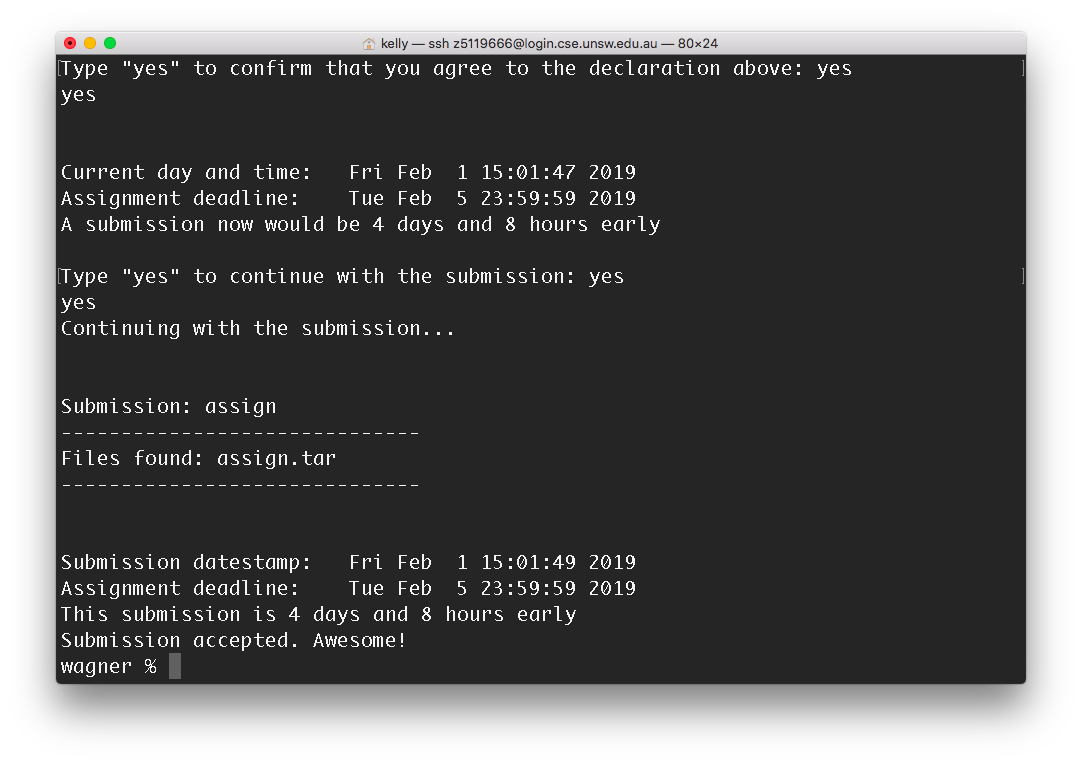 kelly — ssh z5119666@login.cse.unsw.edu.au — 80×24
[Type "yes" to confirm that you agree to the declaration above: yes ]
yes
Current day and time:   Fri Feb  1 15:01:47 2019
Assignment deadline:    Tue Feb  5 23:59:59 2019
A submission now would be 4 days and 8 hours early
[Type "yes" to continue with the submission: yes ]
yes
Continuing with the submission...
Submission: assign
------------------------------
Files found: assign.tar
------------------------------
Submission datestamp:   Fri Feb  1 15:01:49 2019
Assignment deadline:    Tue Feb  5 23:59:59 2019
This submission is 4 days and 8 hours early
Submission accepted. Awesome!
wagner %